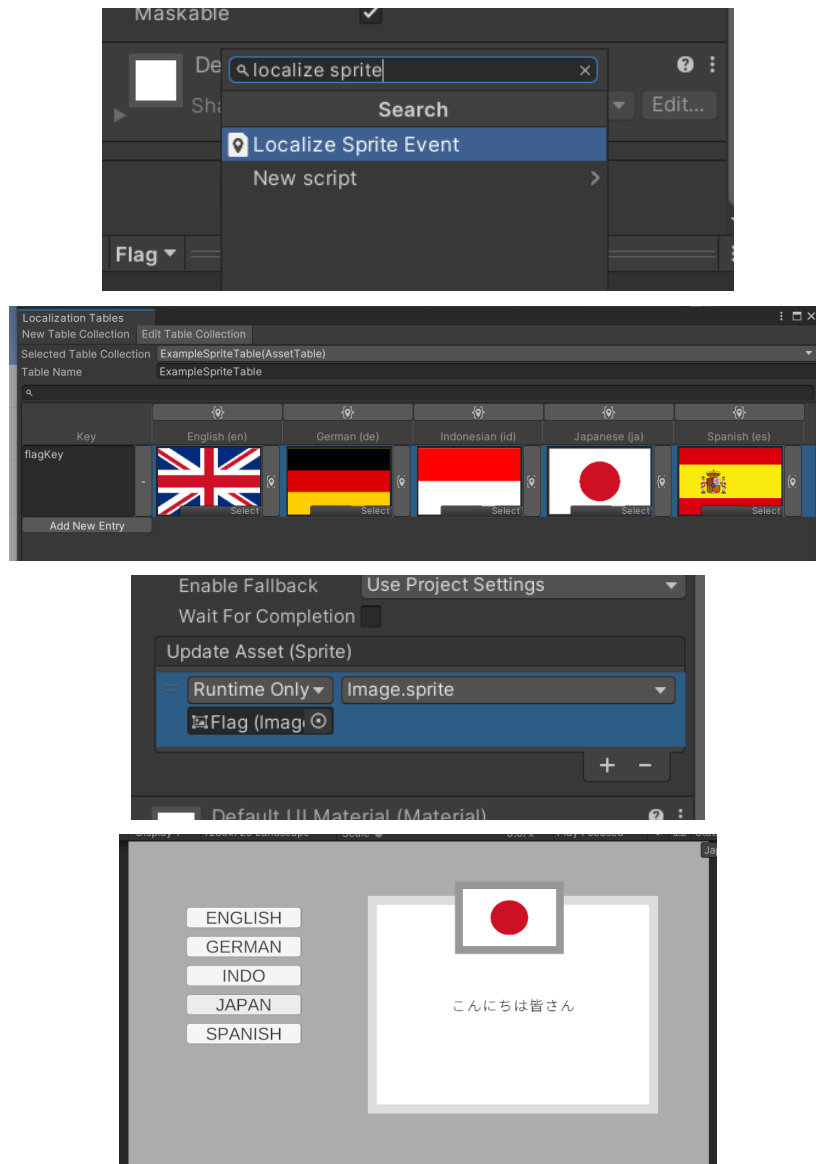 Maskable
De
localize sprite
Sha
Edit...
Search
Localize Sprite Event
New script
Flag
Localization Tables
New Table Collection Edit Table Collection
Selected Table Collection ExampleSpriteTable(AssetTable)
Table Name ExampleSpriteTable
Key English (en) German (de) Indonesian (id) Japanese (ja) Spanish (es)
flagKey
Select Select Select Select Select
Add New Entry
Enable Fallback Use Project Settings
Wait For Completion
Update Asset (Sprite)
Runtime Only Image.sprite
Flag (Imag
Default UI Material (Material)
Scale
Jap
ENGLISH
GERMAN
INDO
JAPAN
SPANISH
こんにちは皆さん